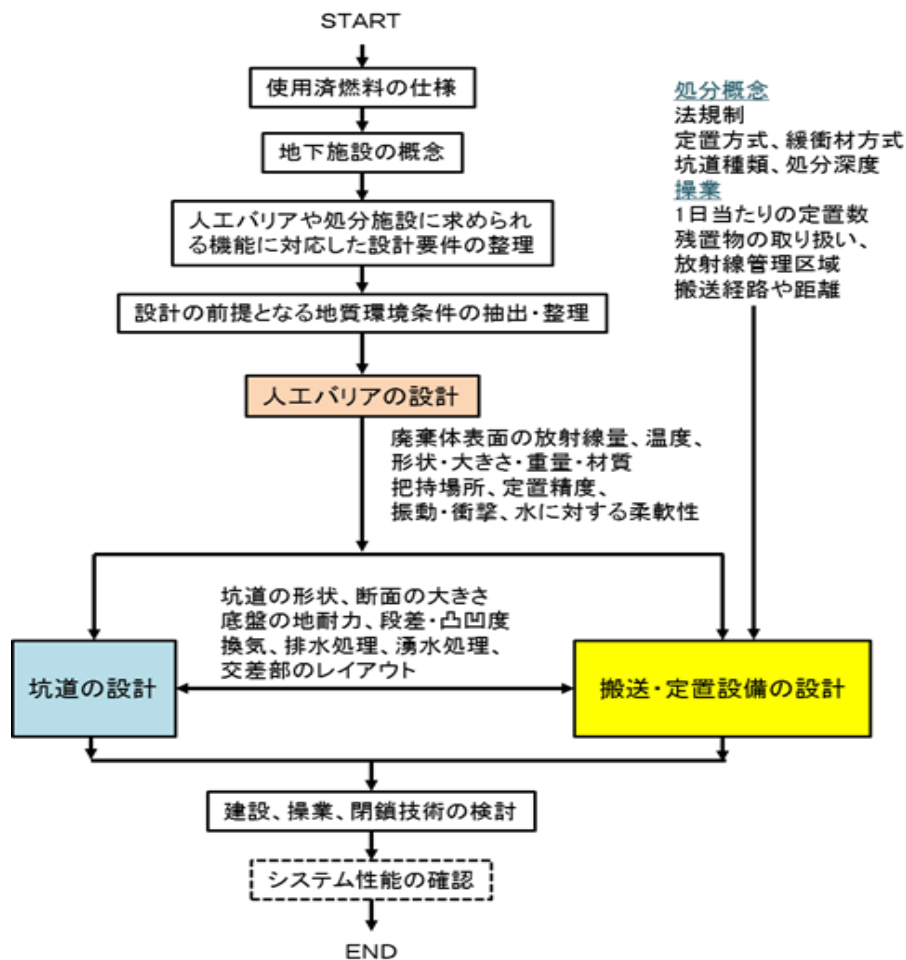 START
使用済燃料の仕様
地下施設の概念
人工バリアや処分施設に求められ
る機能に対応した設計要件の整理
設計の前提となる地質環境条件の抽出・整理
人工バリアの設計
処分概念
法規制
定置方式、緩衝材方式
坑道種類、処分深度
操業
1日当たりの定置数
残置物の取り扱い、
放射線管理区域
搬送経路や距離
廃棄体表面の放射線量、温度、
形状・大きさ・重量・材質
把持場所、定置精度、
振動・衝撃、水に対する柔軟性
坑道の形状、断面の大きさ
底盤の地耐力、段差・凸凹度
換気、排水処理、湧水処理、
交差部のレイアウト
坑道の設計
搬送・定置設備の設計
建設、操業、閉鎖技術の検討
システム性能の確認
END